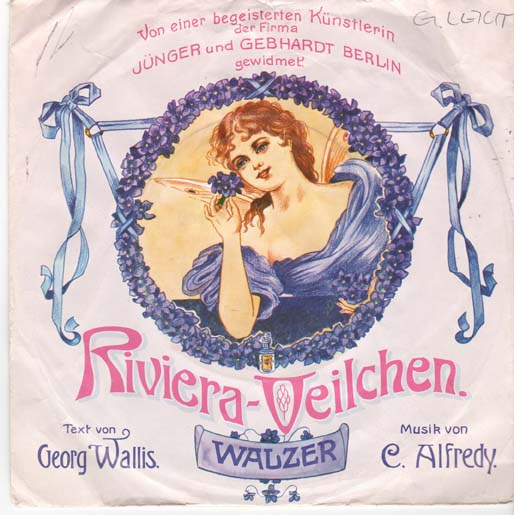 Von einer begeisterten Künstlerin
der Firma
JÜNGER und GEBHARDT BERLIN
gewidmet
Riviera-Veilchen.
Text von
Georg Wallis.
WALZER
Musik von
C. Alfredy.